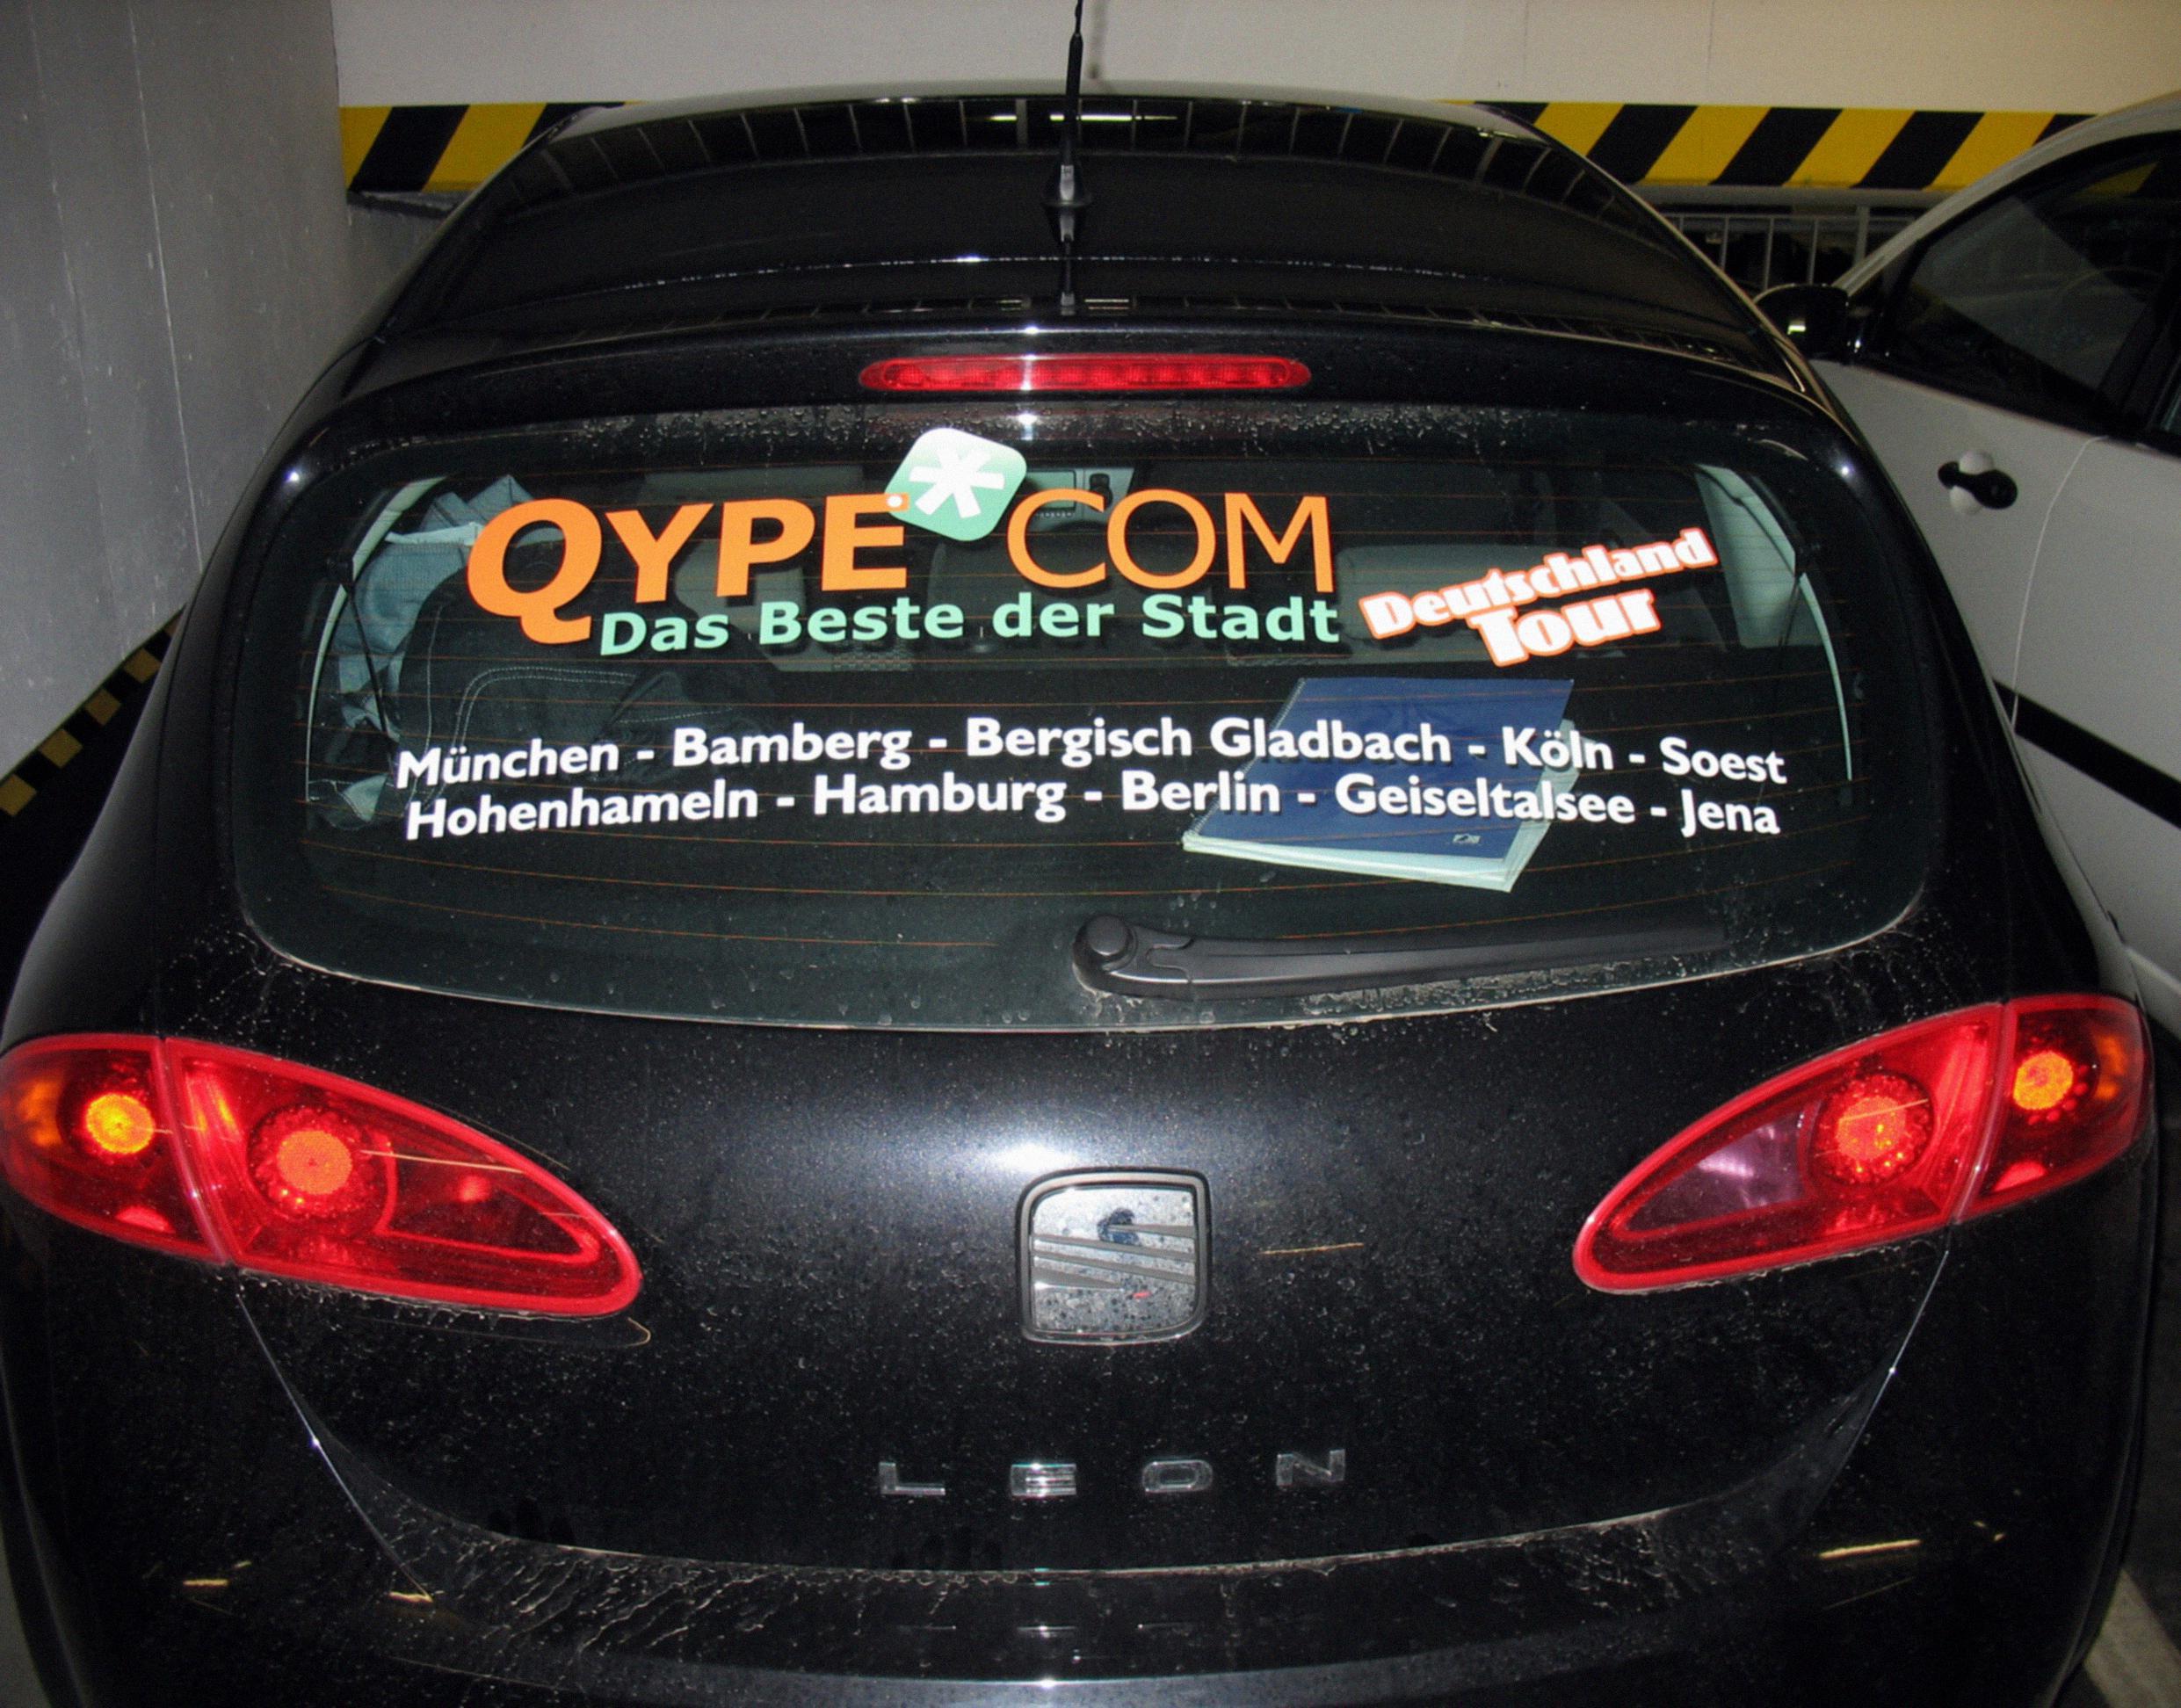 QYPE*COM
Das Beste der Stadt
Deutschland
Tour
München - Bamberg - Bergisch Gladbach - Köln - Soest
Hohenhameln - Hamburg - Berlin - Geiseltalsee - Jena
LEON